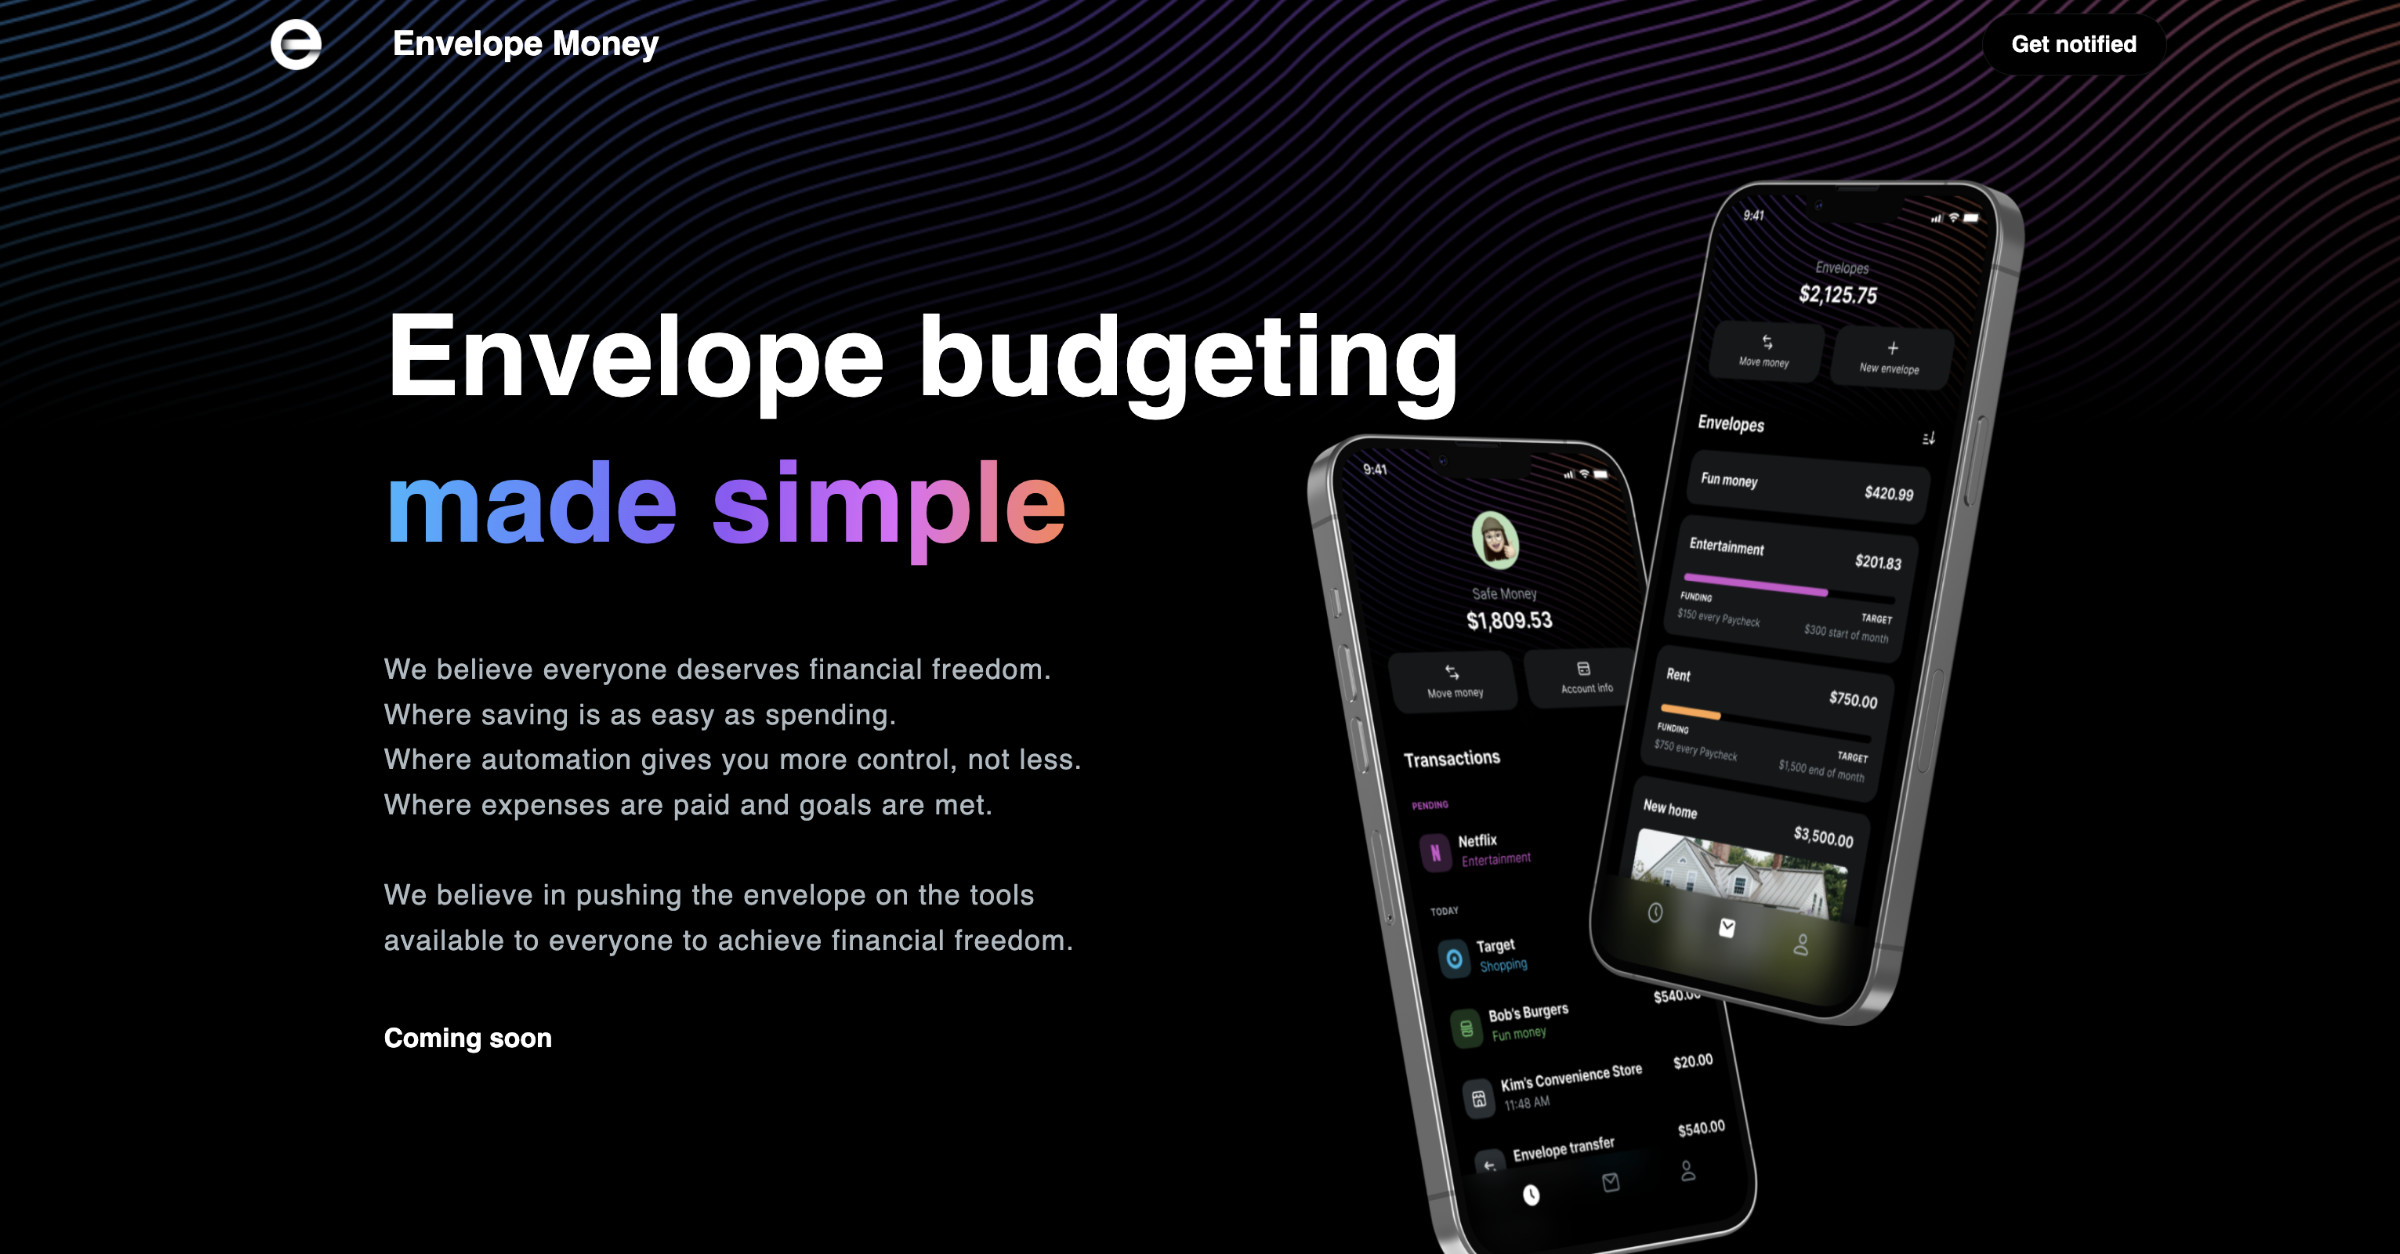 Envelope Money
Get notified
Envelope budgeting
made simple
We believe everyone deserves financial freedom.
Where saving is as easy as spending.
Where automation gives you more control, not less.
Where expenses are paid and goals are met.
We believe in pushing the envelope on the tools
available to everyone to achieve financial freedom.
Coming soon
9:41
Safe Money
$1,809.53
Move money
Account info
Transactions
PENDING
Netflix
Entertainment
TODAY
Target
Shopping
Bob's Burgers
$540.00
Fun money
Kim's Convenience Store
$20.00
11:48 AM
Envelope transfer
$540.00
9:41
Envelopes
$2,125.75
Move money
New envelope
Envelopes
Fun money
$420.99
Entertainment
$201.83
FUNDING
TARGET
$150 every Paycheck
$300 start of month
Rent
$750.00
FUNDING
TARGET
$750 every Paycheck
$1,500 end of month
New home
$3,500.00